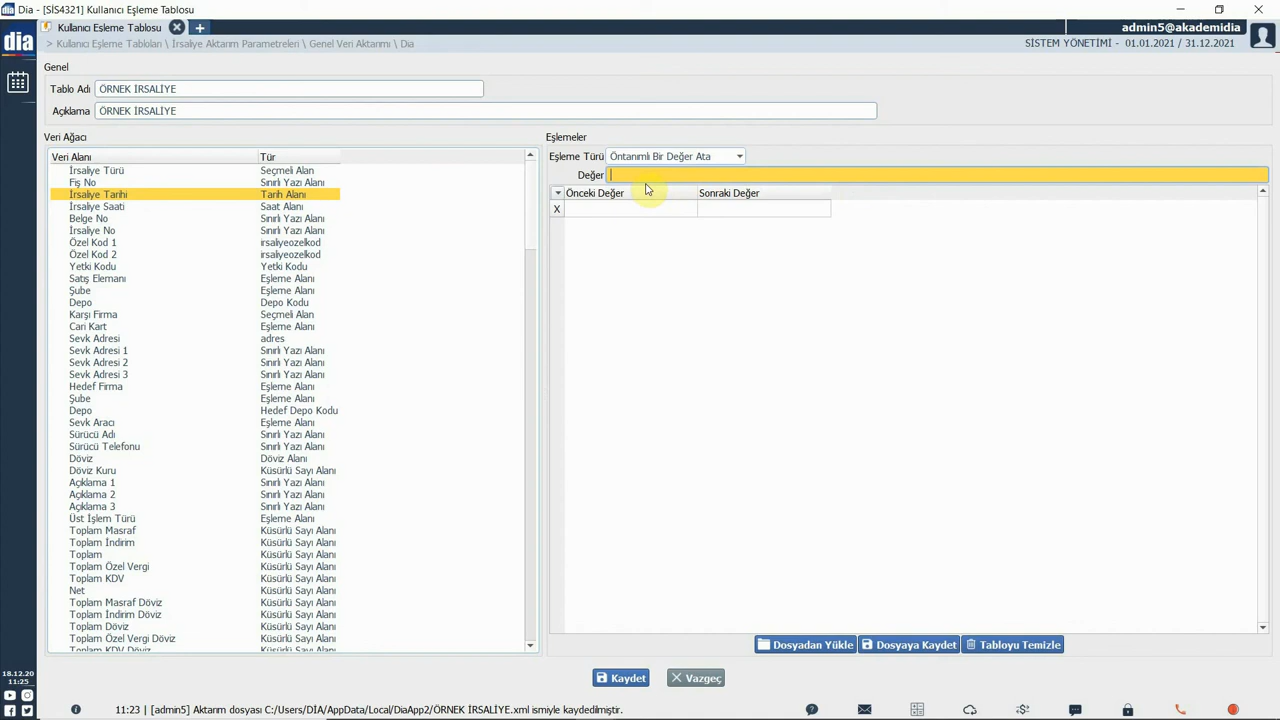 Dia - [SİS4321] Kullanıcı Eşleme Tablosu
dia
Kullanıcı Eşleme Tablosu
admin5@akademidia
> Kullanıcı Eşleme Tabloları \ İrsaliye Aktarım Parametreleri \ Genel Veri Aktarımı \ Dia
SİSTEM YÖNETİMİ - 01.01.2021 / 31.12.2021
Genel
Tablo Adı ÖRNEK İRSALİYE
Açıklama ÖRNEK İRSALİYE
Veri Ağacı
Veri Alanı Tür
İrsaliye Türü Seçmeli Alan
Fiş No Sınırlı Yazı Alanı
İrsaliye Tarihi Tarih Alanı
İrsaliye Saati Saat Alanı
Belge No Sınırlı Yazı Alanı
İrsaliye No Sınırlı Yazı Alanı
Özel Kod 1 irsaliyeozelkod
Özel Kod 2 irsaliyeozelkod
Yetki Kodu Yetki Kodu
Satış Elemanı Eşleme Alanı
Şube Eşleme Alanı
Depo Depo Kodu
Karşı Firma Seçmeli Alan
Cari Kart Eşleme Alanı
Sevk Adresi adres
Sevk Adresi 1 Sınırlı Yazı Alanı
Sevk Adresi 2 Sınırlı Yazı Alanı
Sevk Adresi 3 Sınırlı Yazı Alanı
Hedef Firma Eşleme Alanı
Şube Eşleme Alanı
Depo Hedef Depo Kodu
Sevk Aracı Eşleme Alanı
Sürücü Adı Sınırlı Yazı Alanı
Sürücü Telefonu Sınırlı Yazı Alanı
Döviz Döviz Alanı
Döviz Kuru Küsürlü Sayı Alanı
Açıklama 1 Sınırlı Yazı Alanı
Açıklama 2 Sınırlı Yazı Alanı
Açıklama 3 Sınırlı Yazı Alanı
Üst İşlem Türü Eşleme Alanı
Toplam Masraf Küsürlü Sayı Alanı
Toplam İndirim Küsürlü Sayı Alanı
Toplam Küsürlü Sayı Alanı
Toplam Özel Vergi Küsürlü Sayı Alanı
Toplam KDV Küsürlü Sayı Alanı
Net Küsürlü Sayı Alanı
Toplam Masraf Döviz Küsürlü Sayı Alanı
Toplam İndirim Döviz Küsürlü Sayı Alanı
Toplam Döviz Küsürlü Sayı Alanı
Toplam Özel Vergi Döviz Küsürlü Sayı Alanı
Toplam KDV Döviz Küsürlü Sayı Alanı
Eşlemeler
Eşleme Türü Öntanımlı Bir Değer Ata
Değer
Önceki Değer Sonraki Değer
X
Dosyadan Yükle Dosyaya Kaydet Tabloyu Temizle
Kaydet Vazgeç
18.12.20
11:25
11:23 | [admin5] Aktarım dosyası C:/Users/DİA/AppData/Local/DiaApp2/ÖRNEK İRSALİYE.xml ismiyle kaydedilmiştir.